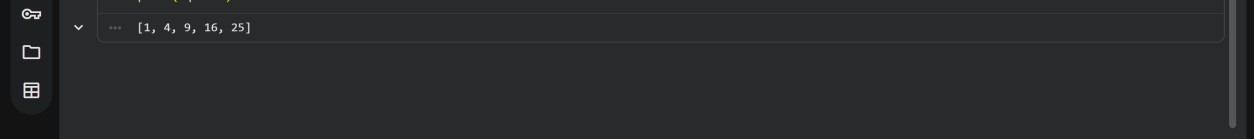 [1, 4, 9, 16, 25]